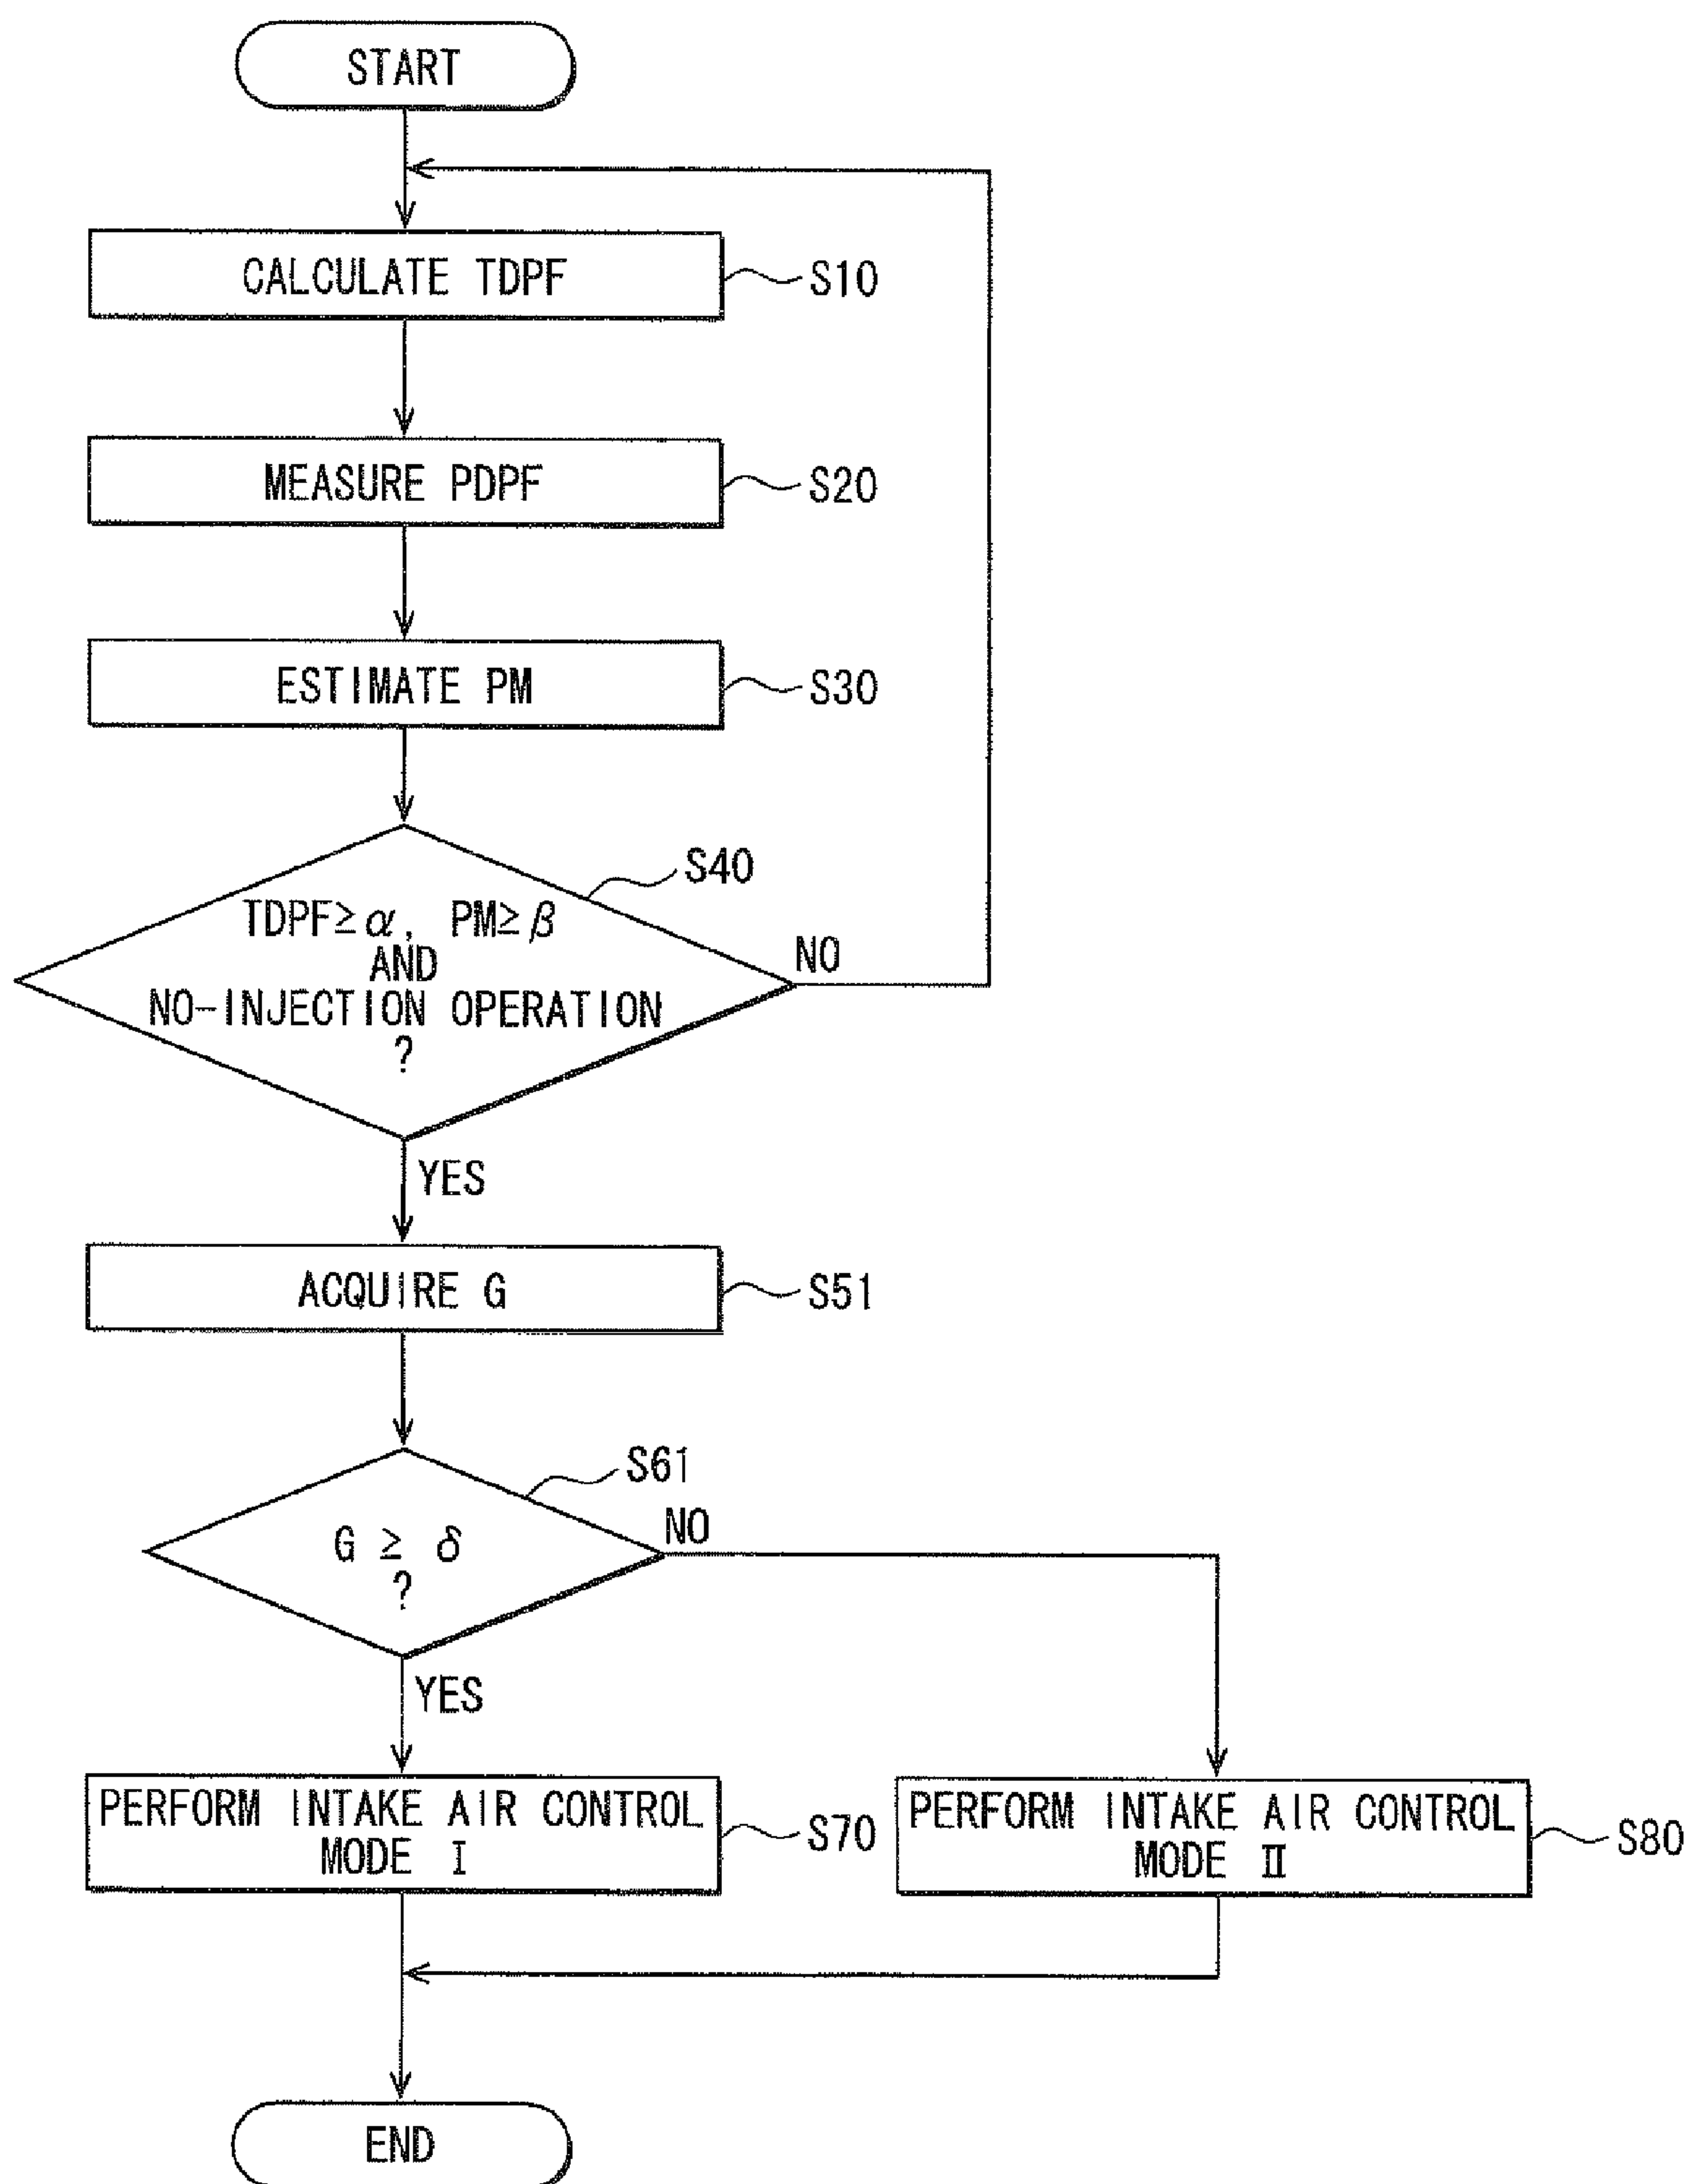 START
CALCULATE TDPF
S10
MEASURE PDPF
S20
ESTIMATE PM
S30
S40
TDPF≥α, PM≥β
AND
NO-INJECTION OPERATION
?
NO
YES
ACQUIRE G
S51
S61
G ≥ δ
?
NO
YES
PERFORM INTAKE AIR CONTROL
MODE I
S70
PERFORM INTAKE AIR CONTROL
MODE II
S80
END